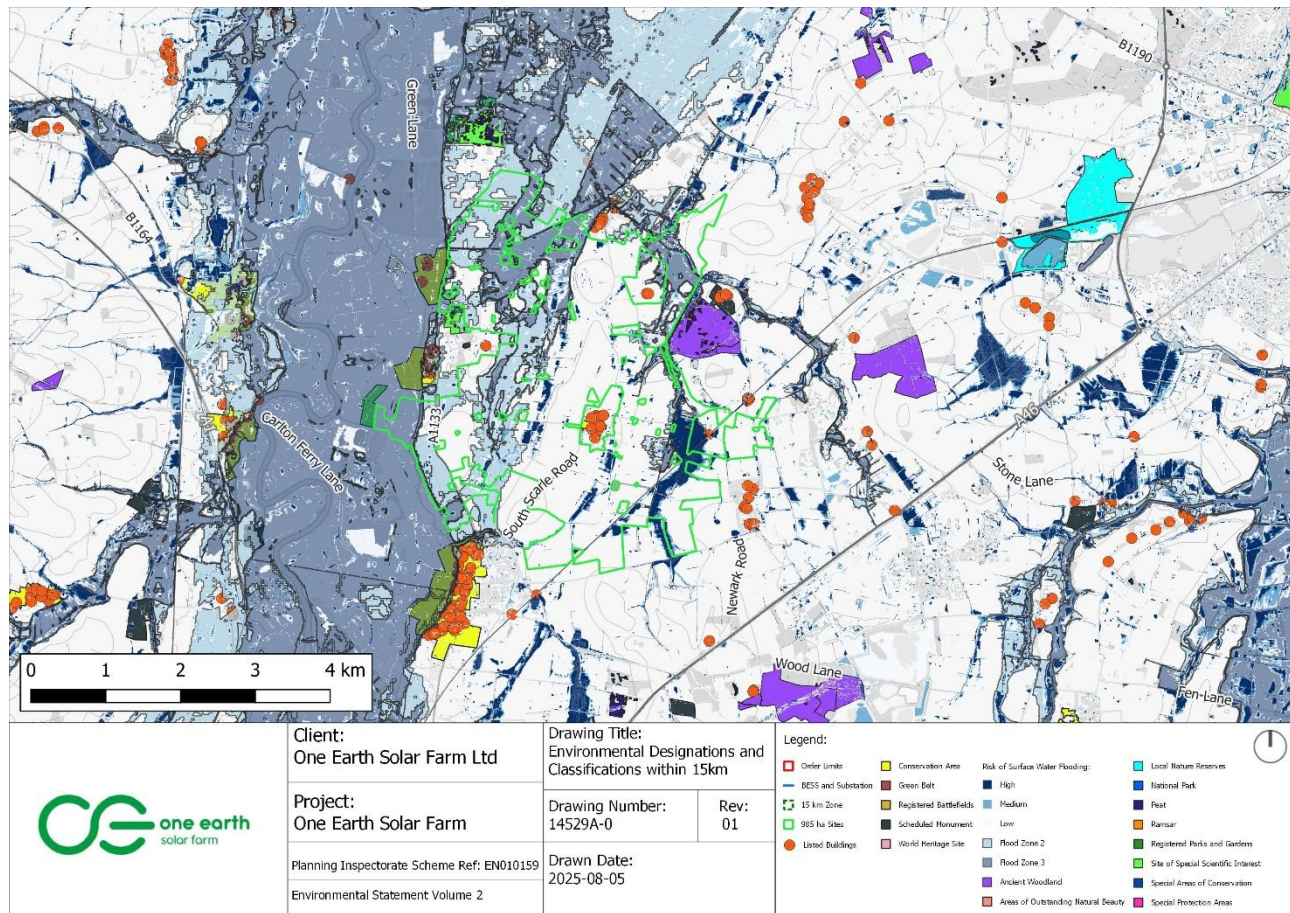 B1190
Green Lane
B1164
A1133
Carlton Ferry Lane
South Scarle Road
A46
Stone Lane
Newark Road
Wood Lane
Fen Lane
0 1 2 3 4 km
one earth
solar farm
Client:
One Earth Solar Farm Ltd
Project:
One Earth Solar Farm
Planning Inspectorate Scheme Ref: EN010159
Environmental Statement Volume 2
Drawing Title:
Environmental Designations and
Classifications within 15km
Drawing Number:
14529A-0
Rev:
01
Drawn Date:
2025-08-05
Legend:
Order Limits
BESS and Substation
15 km Zone
985 ha Sites
Listed Buildings
Conservation Area
Green Belt
Registered Battlefields
Scheduled Monument
World Heritage Site
Risk of Surface Water Flooding:
High
Medium
Low
Flood Zone 2
Flood Zone 3
Ancient Woodland
Areas of Outstanding Natural Beauty
Local Nature Reserves
National Park
Peat
Ramsar
Registered Parks and Gardens
Site of Special Scientific Interest
Special Areas of Conservation
Special Protection Areas